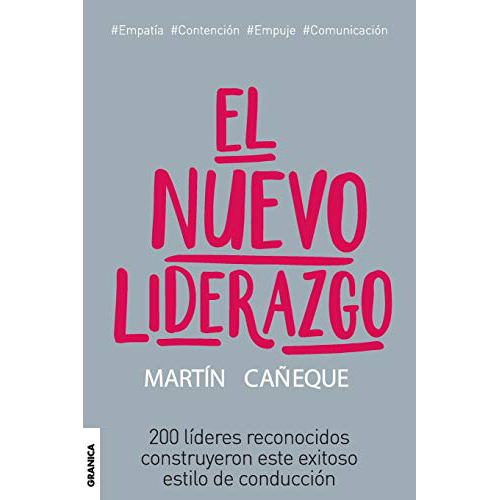 #Empatía #Contención #Empuje #Comunicación
EL
NUEVO
LIDERAZGO
MARTÍN CAÑEQUE
200 líderes reconocidos
construyeron este exitoso
estilo de conducción
GRANICA